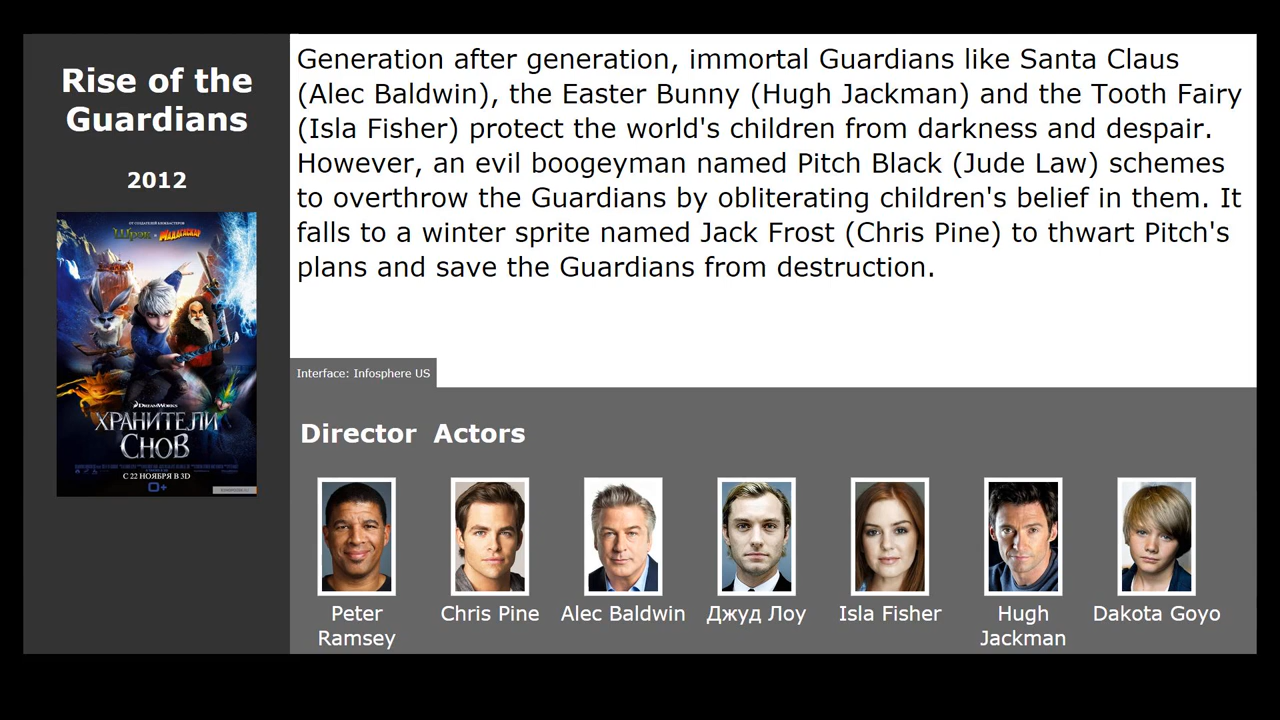 Rise of the
Guardians
2012
Шрэк
МАДАГАСКАР
DREAMWORKS
ХРАНИТЕЛИ
СНОВ
С 22 НОЯБРЯ В 3D
0+
Generation after generation, immortal Guardians like Santa Claus
(Alec Baldwin), the Easter Bunny (Hugh Jackman) and the Tooth Fairy
(Isla Fisher) protect the world's children from darkness and despair.
However, an evil boogeyman named Pitch Black (Jude Law) schemes
to overthrow the Guardians by obliterating children's belief in them. It
falls to a winter sprite named Jack Frost (Chris Pine) to thwart Pitch's
plans and save the Guardians from destruction.
Interface: Infosphere US
Director Actors
Peter
Ramsey
Chris Pine
Alec Baldwin
Джуд Лоу
Isla Fisher
Hugh
Jackman
Dakota Goyo